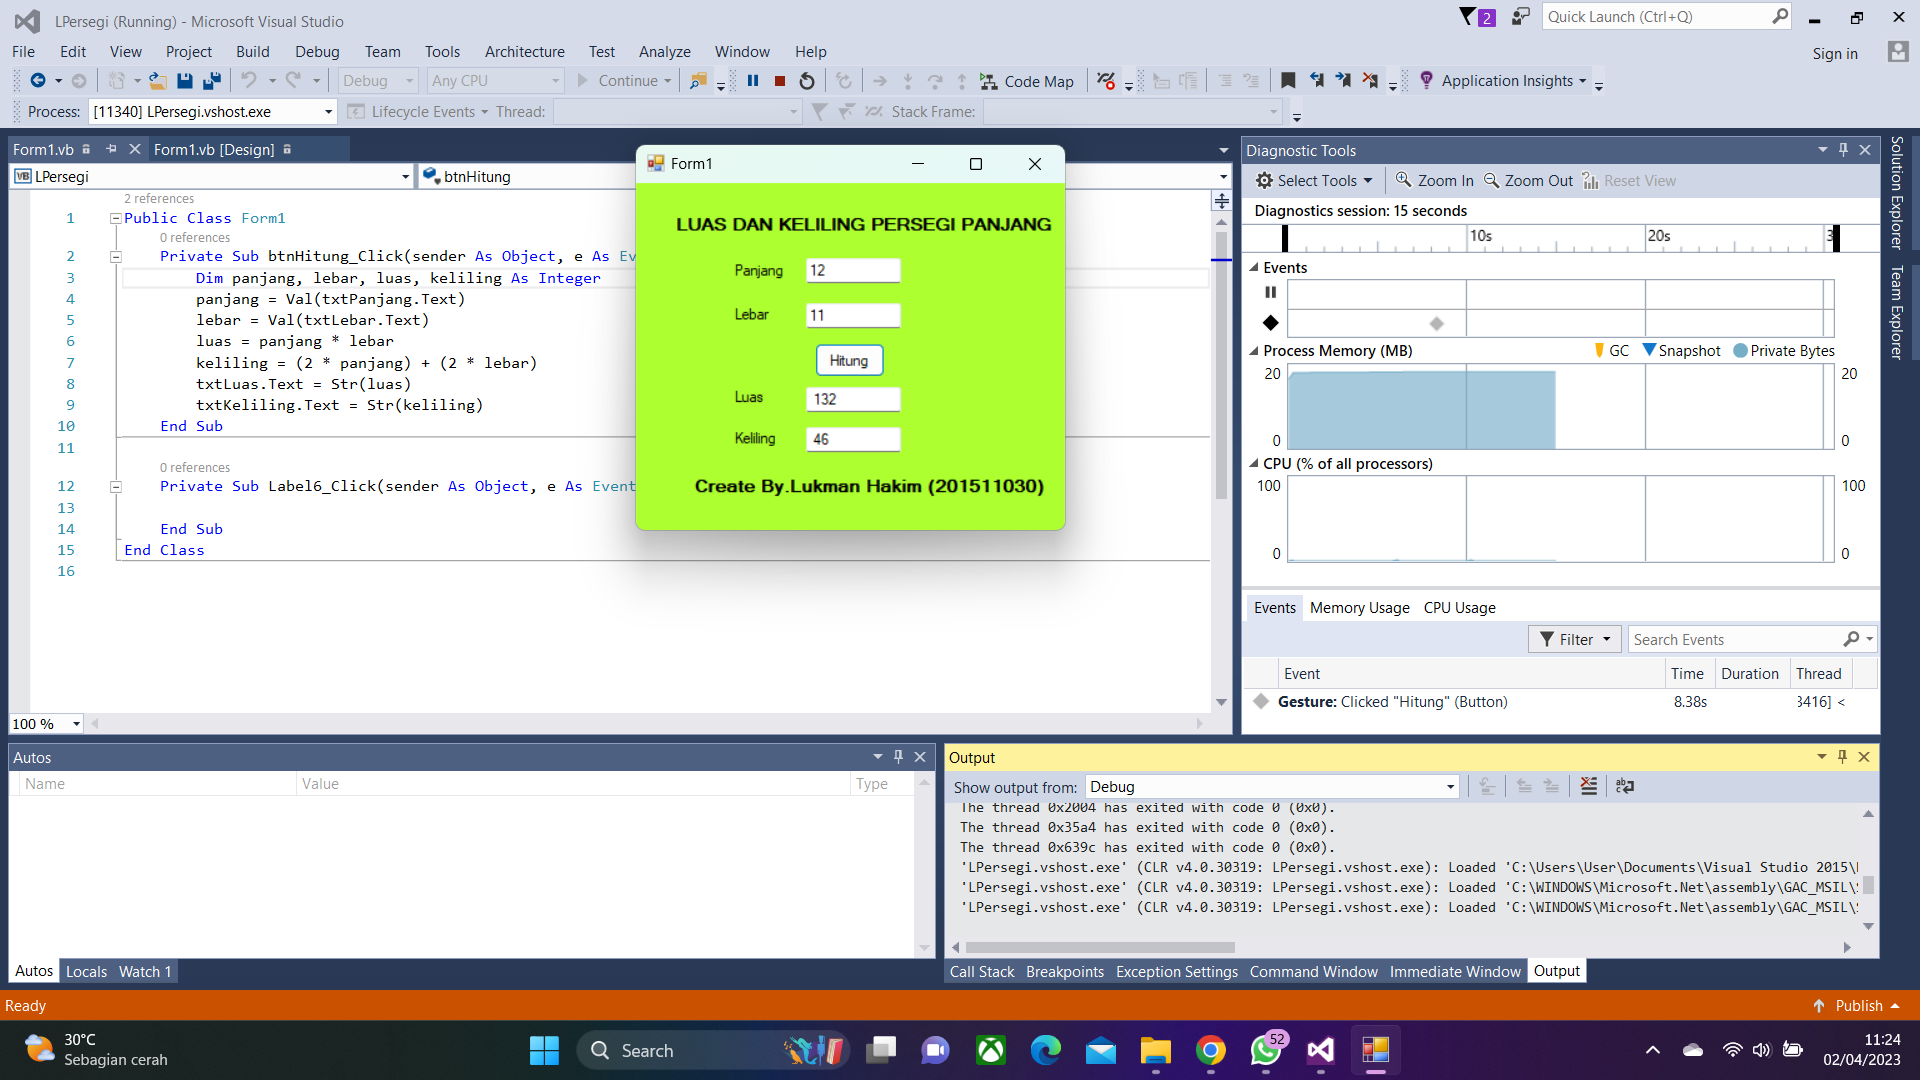 LPersegi (Running) - Microsoft Visual Studio
2
Quick Launch (Ctrl+Q)
File Edit View Project Build Debug Team Tools Architecture Test Analyze Window Help
Sign in
Debug Any CPU Continue Code Map Application Insights
Process: [11340] LPersegi.vshost.exe Lifecycle Events Thread: Stack Frame:
Form1.vb Form1.vb [Design]
VB LPersegi btnHitung
2 references
1 Public Class Form1
0 references
2 Private Sub btnHitung_Click(sender As Object, e As Ev
3 Dim panjang, lebar, luas, keliling As Integer
4 panjang = Val(txtPanjang.Text)
5 lebar = Val(txtLebar.Text)
6 luas = panjang * lebar
7 keliling = (2 * panjang) + (2 * lebar)
8 txtLuas.Text = Str(luas)
9 txtKeliling.Text = Str(keliling)
10 End Sub
11
0 references
12 Private Sub Label6_Click(sender As Object, e As Event
13
14 End Sub
15 End Class
16
100 %
Form1
LUAS DAN KELILING PERSEGI PANJANG
Panjang 12
Lebar 11
Hitung
Luas 132
Keliling 46
Create By.Lukman Hakim (201511030)
Diagnostic Tools
Select Tools Zoom In Zoom Out Reset View
Diagnostics session: 15 seconds
10s 20s 3
Events
Process Memory (MB) GC Snapshot Private Bytes
20 20
0 0
CPU (% of all processors)
100 100
0 0
Events Memory Usage CPU Usage
Filter Search Events
Event Time Duration Thread
Gesture: Clicked "Hitung" (Button) 8.38s 3416] <
Solution Explorer
Team Explorer
Autos
Name Value Type
Autos Locals Watch 1
Output
Show output from: Debug
The thread 0x2004 has exited with code 0 (0x0).
The thread 0x35a4 has exited with code 0 (0x0).
The thread 0x639c has exited with code 0 (0x0).
'LPersegi.vshost.exe' (CLR v4.0.30319: LPersegi.vshost.exe): Loaded 'C:\Users\User\Documents\Visual Studio 2015\
'LPersegi.vshost.exe' (CLR v4.0.30319: LPersegi.vshost.exe): Loaded 'C:\WINDOWS\Microsoft.Net\assembly\GAC_MSIL\
'LPersegi.vshost.exe' (CLR v4.0.30319: LPersegi.vshost.exe): Loaded 'C:\WINDOWS\Microsoft.Net\assembly\GAC_MSIL\
Call Stack Breakpoints Exception Settings Command Window Immediate Window Output
Ready
Publish
30°C
Sebagian cerah
Search
52
11:24
02/04/2023